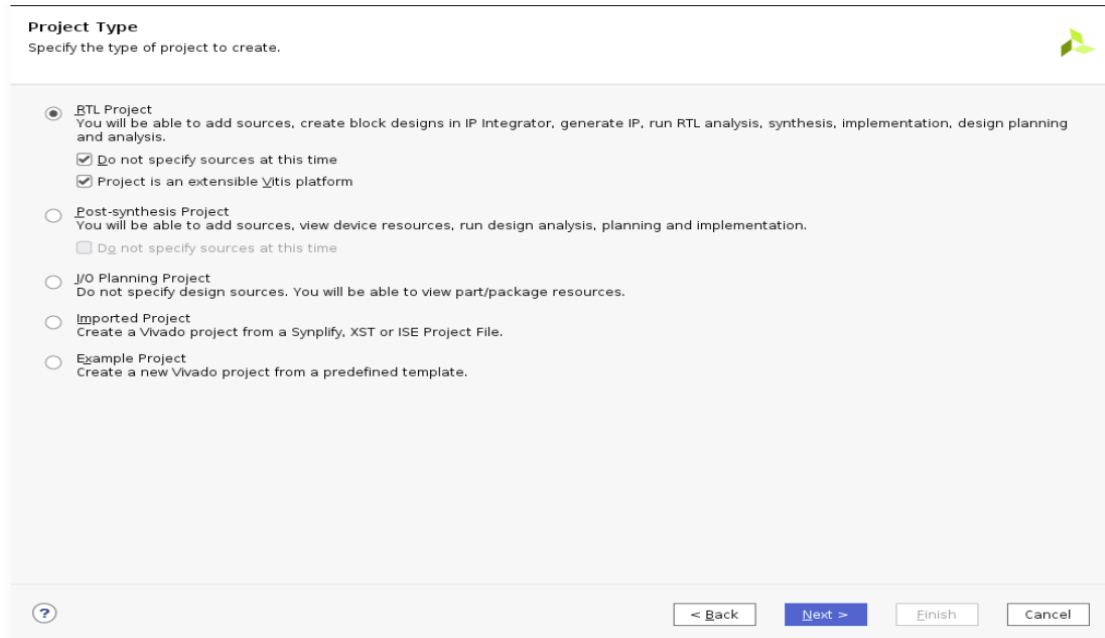 Project Type
Specify the type of project to create.
RTL Project
You will be able to add sources, create block designs in IP Integrator, generate IP, run RTL analysis, synthesis, implementation, design planning
and analysis.
Do not specify sources at this time
Project is an extensible Vitis platform
Post-synthesis Project
You will be able to add sources, view device resources, run design analysis, planning and implementation.
Do not specify sources at this time
I/O Planning Project
Do not specify design sources. You will be able to view part/package resources.
Imported Project
Create a Vivado project from a Synplify, XST or ISE Project File.
Example Project
Create a new Vivado project from a predefined template.
? < Back Next > Finish Cancel